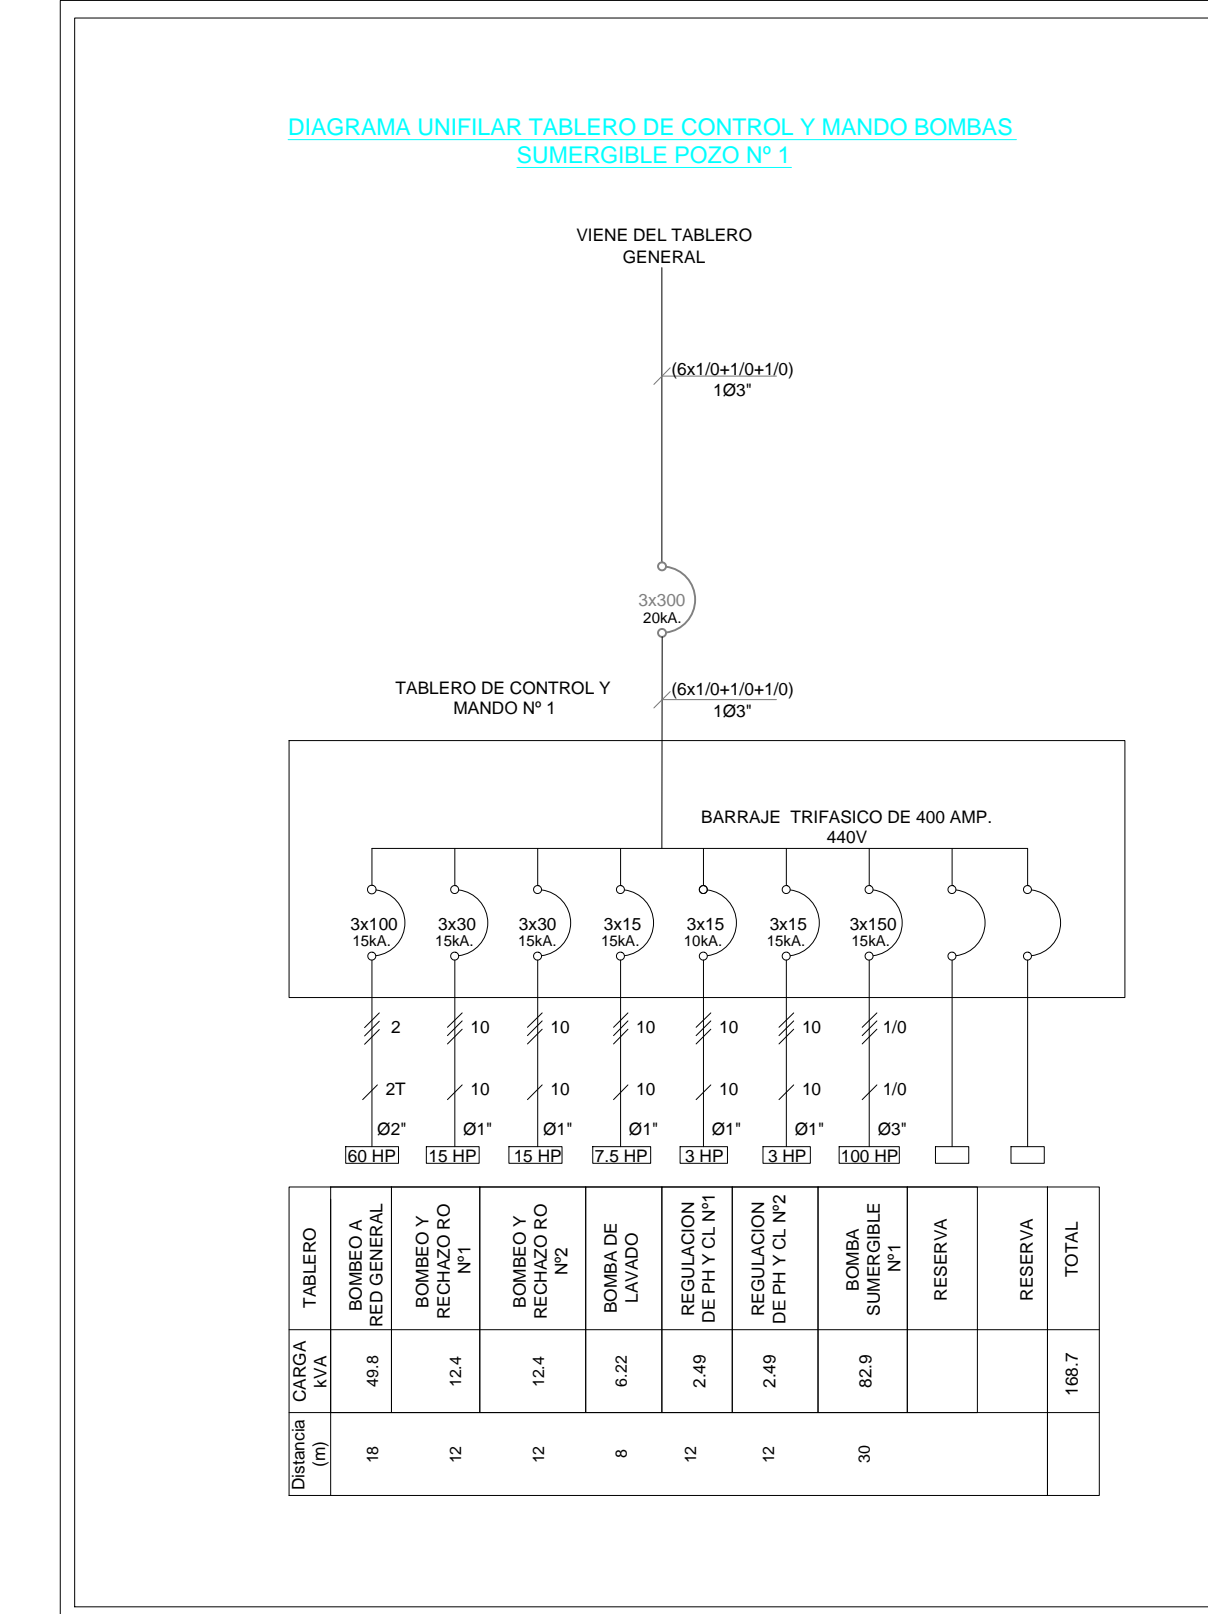 DIAGRAMA UNIFILAR TABLERO DE CONTROL Y MANDO BOMBAS
SUMERGIBLE POZO Nº 1
VIENE DEL TABLERO
GENERAL
(6x1/0+1/0+1/0)
1Ø3"
3x300
20kA.
TABLERO DE CONTROL Y
MANDO Nº 1
(6x1/0+1/0+1/0)
1Ø3"
BARRAJE TRIFASICO DE 400 AMP.
440V
3x100 3x30 3x30 3x15 3x15 3x15 3x150
15kA. 15kA. 15kA. 15kA. 10kA. 15kA. 15kA.
2 10 10 10 10 10 1/0
2T 10 10 10 10 10 1/0
Ø2" Ø1" Ø1" Ø1" Ø1" Ø1" Ø3"
60 HP 15 HP 15 HP 7.5 HP 3 HP 3 HP 100 HP
TABLERO
BOMBEO A
RED GENERAL
BOMBEO Y
RECHAZO RO
Nº1
BOMBEO Y
RECHAZO RO
Nº2
BOMBA DE
LAVADO
REGULACION
DE PH Y CL Nº1
REGULACION
DE PH Y CL Nº2
BOMBA
SUMERGIBLE
Nº1
RESERVA
RESERVA
TOTAL
CARGA
kVA
49.8
12.4
12.4
6.22
2.49
2.49
82.9
168.7
Distancia
(m)
18
12
12
8
12
12
30